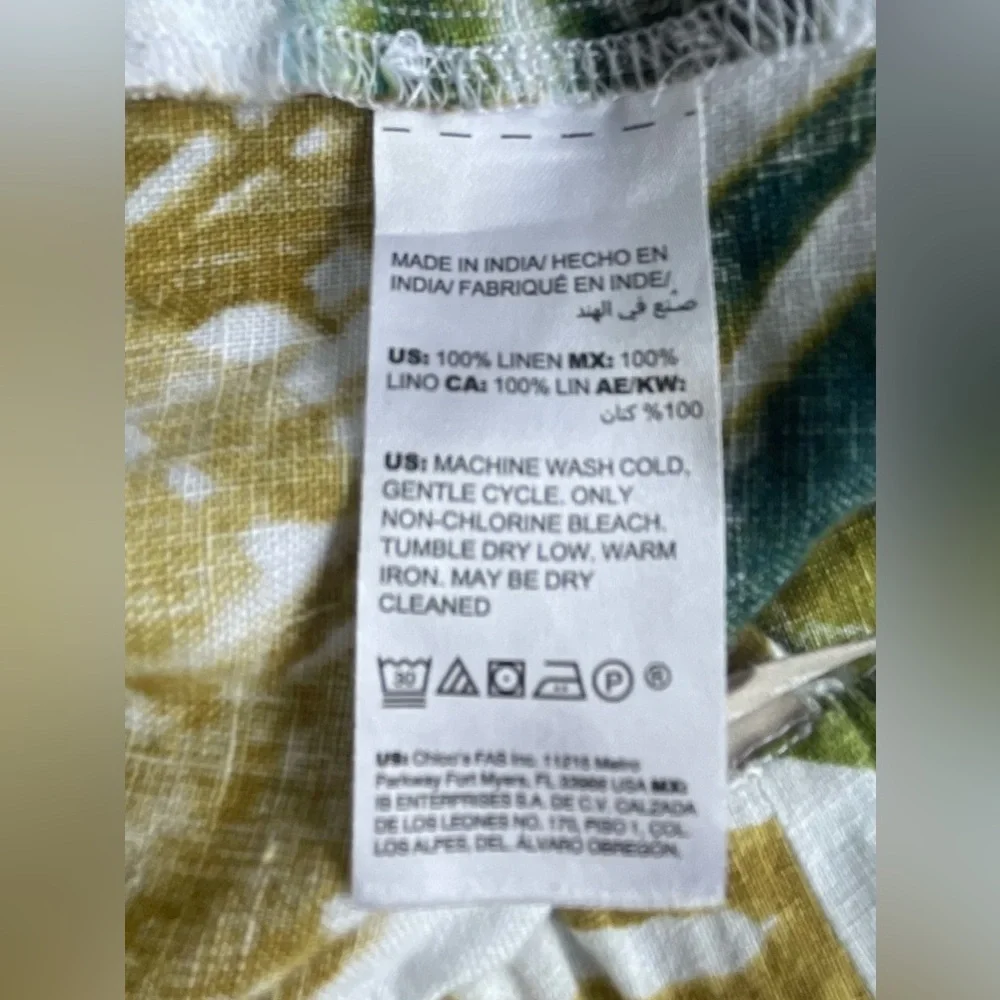 MADE IN INDIA/ HECHO EN
INDIA/ FABRIQUÉ EN INDE/
صنع في الهند
US: 100% LINEN MX: 100%
LINO CA: 100% LIN AE/KW:
100% كتان
US: MACHINE WASH COLD,
GENTLE CYCLE. ONLY
NON-CHLORINE BLEACH.
TUMBLE DRY LOW. WARM
IRON. MAY BE DRY
CLEANED
30 P ®
US: Chico's FAS Inc. 11215 Metro
Parkway Fort Myers, FL 33966 USA MX:
IS ENTERPRISES S.A. DE C.V. CALZADA
DE LOS LEONES NO. 170, PISO 1, COL.
LOS ALPES, DEL. ÁLVARO OBREGÓN,